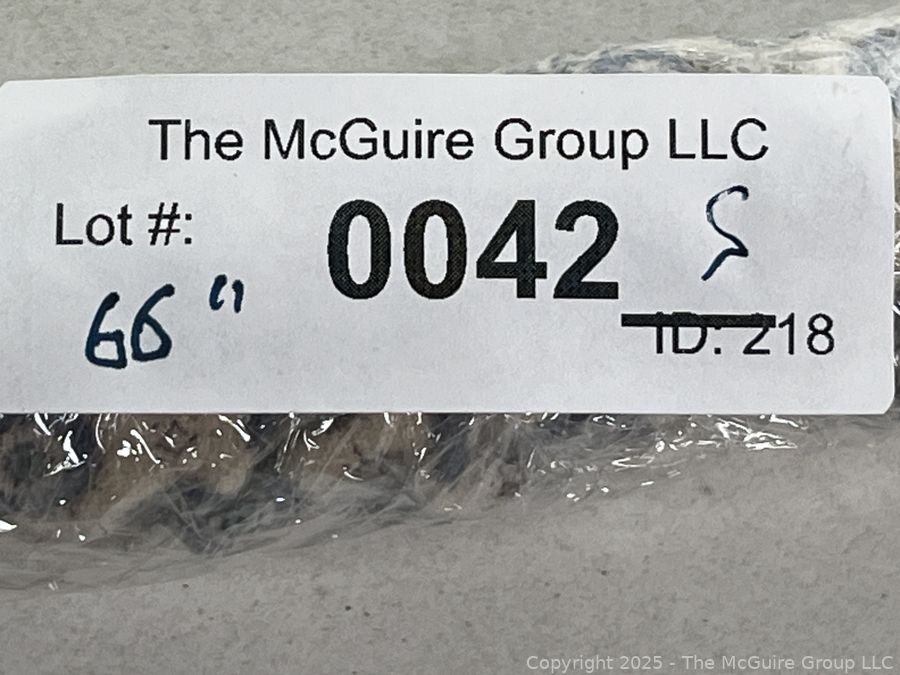 The McGuire Group LLC
Lot #: 0042 S
66"
ID: 218
Copyright 2025 - The McGuire Group LLC